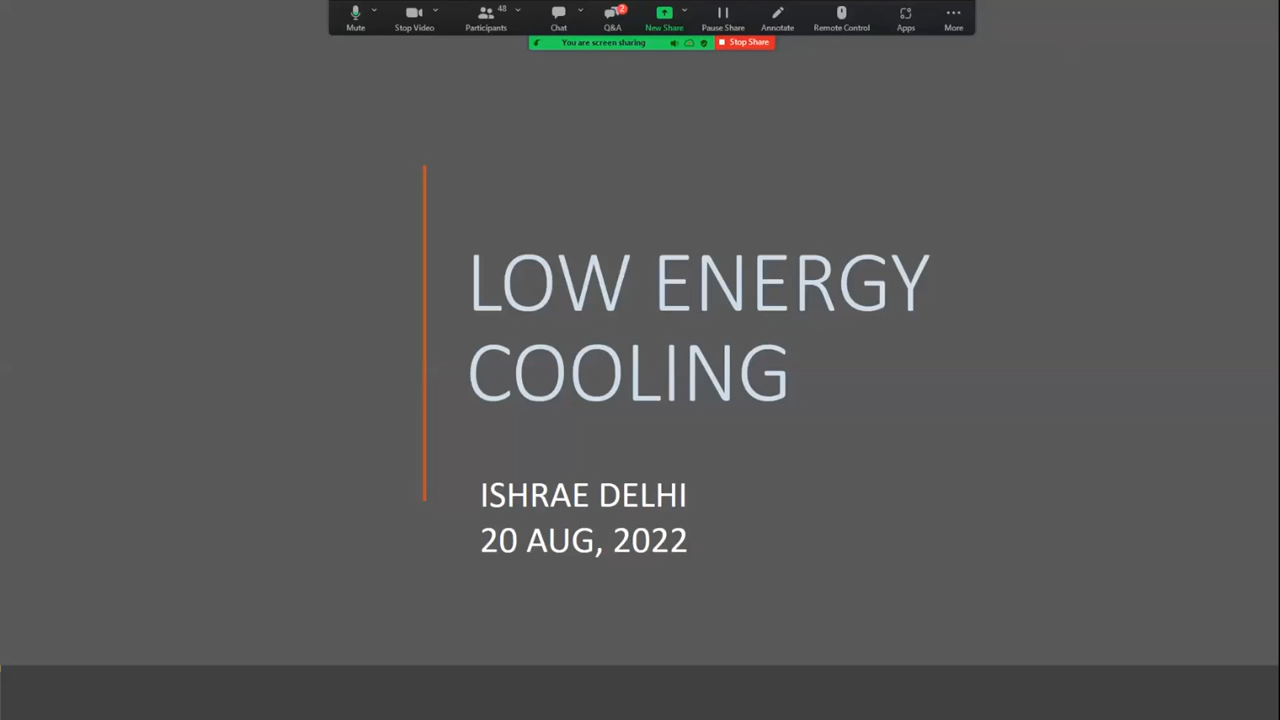 48
2
Mute
Stop Video
Participants
Chat
Q&A
New Share
Pause Share
Annotate
Remote Control
Apps
More
You are screen sharing
Stop Share
LOW ENERGY
COOLING
ISHRAE DELHI
20 AUG, 2022